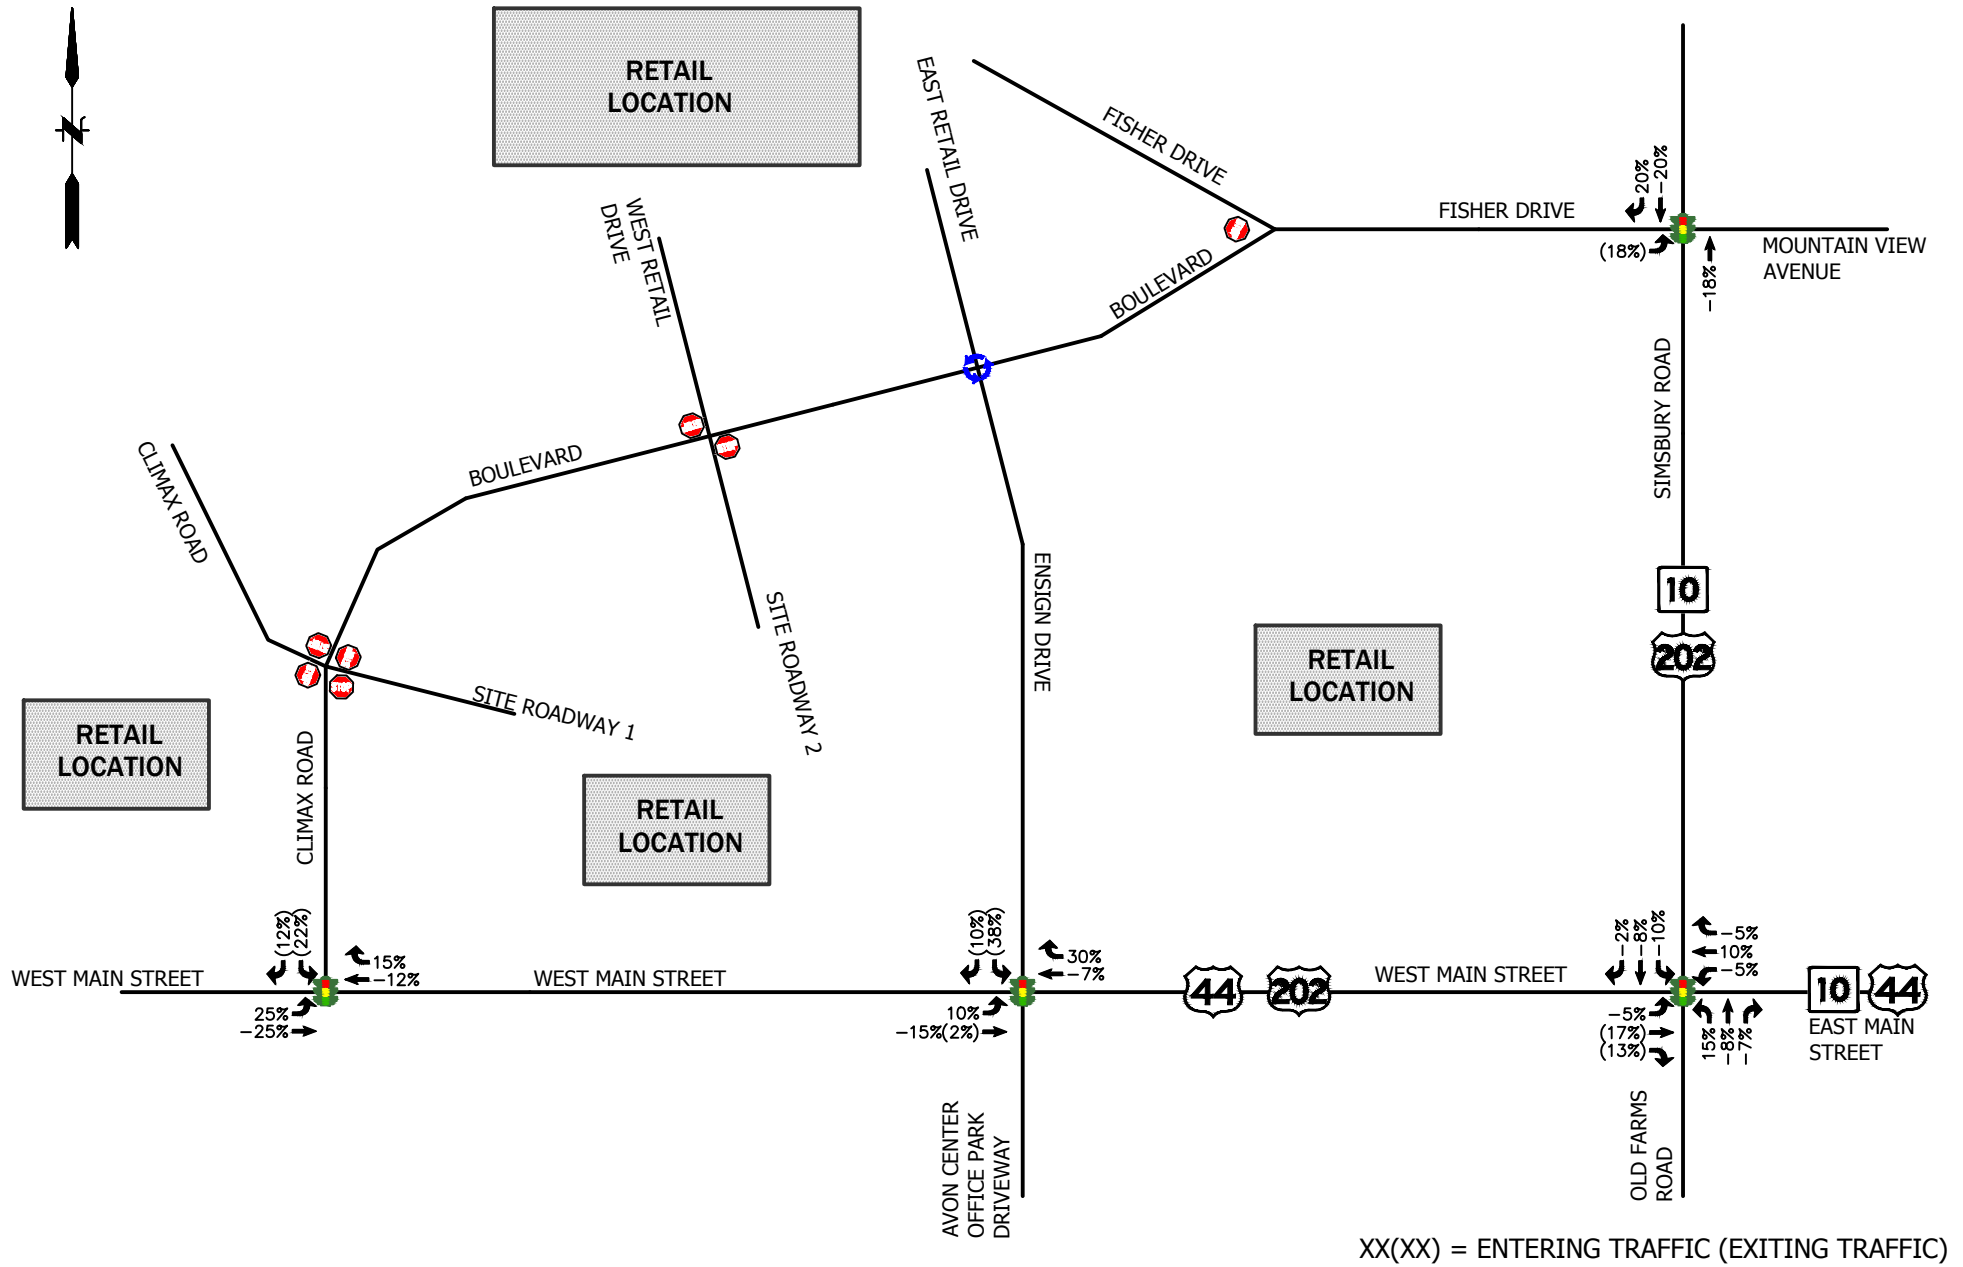 N
RETAIL
LOCATION
EAST RETAIL DRIVE
FISHER DRIVE
WEST RETAIL
DRIVE
BOULEVARD
FISHER DRIVE
20%
-20%
(18%)
-18%
MOUNTAIN VIEW
AVENUE
SIMSBURY ROAD
CLIMAX ROAD
BOULEVARD
SITE ROADWAY 1
SITE ROADWAY 2
ENSIGN DRIVE
10
202
RETAIL
LOCATION
RETAIL
LOCATION
CLIMAX ROAD
RETAIL
LOCATION
WEST MAIN STREET
(12%)
(22%)
15%
-12%
25%
-25%
WEST MAIN STREET
(10%)
(38%)
30%
-7%
10%
-15%(2%)
44
202
WEST MAIN STREET
-2%
-8%
-10%
-5%
10%
-5%
-5%
(17%)
(13%)
15%
-8%
-7%
10
44
EAST MAIN
STREET
AVON CENTER
OFFICE PARK
DRIVEWAY
OLD FARMS
ROAD
XX(XX) = ENTERING TRAFFIC (EXITING TRAFFIC)